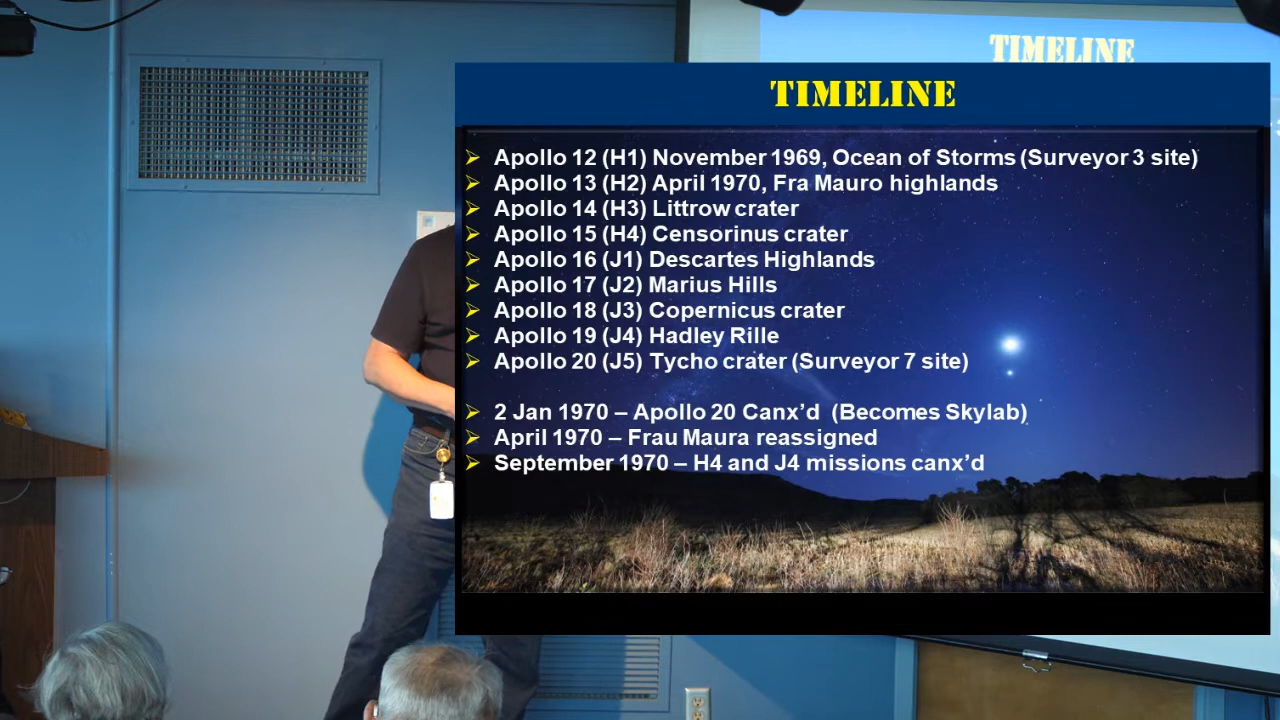 TIMELINE
TIMELINE
Apollo 12 (H1) November 1969, Ocean of Storms (Surveyor 3 site)
Apollo 13 (H2) April 1970, Fra Mauro highlands
Apollo 14 (H3) Littrow crater
Apollo 15 (H4) Censorinus crater
Apollo 16 (J1) Descartes Highlands
Apollo 17 (J2) Marius Hills
Apollo 18 (J3) Copernicus crater
Apollo 19 (J4) Hadley Rille
Apollo 20 (J5) Tycho crater (Surveyor 7 site)
2 Jan 1970 – Apollo 20 Canx’d (Becomes Skylab)
April 1970 – Frau Maura reassigned
September 1970 – H4 and J4 missions canx’d